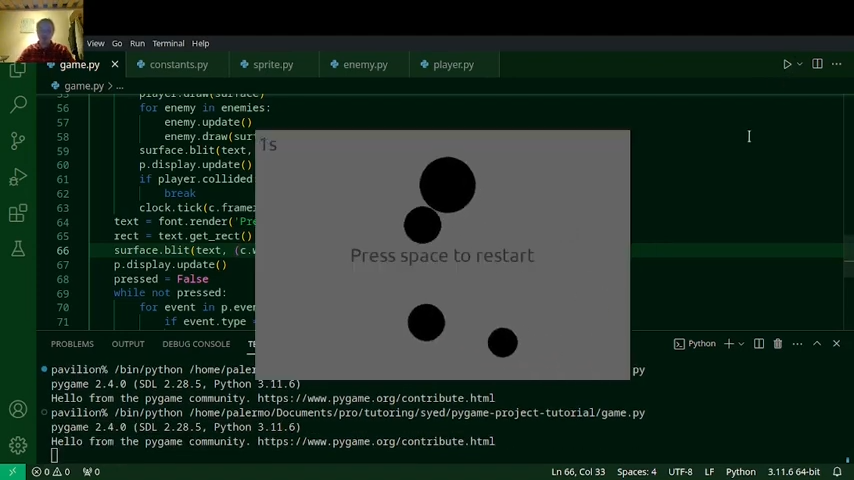 View Go Run Terminal Help
game.py constants.py sprite.py enemy.py player.py
game.py > ...
55 player.draw(surface)
56 for enemy in enemies:
57 enemy.update()
58 enemy.draw(sur
59 surface.blit(text,
60 p.display.update()
61 if player.collided
62 break
63 clock.tick(c.frame
64 text = font.render('Pre
65 rect = text.get_rect()
66 surface.blit(text, (c.w
67 p.display.update()
68 pressed = False
69 while not pressed:
70 for event in p.even
71 if event.type =
1s
Press space to restart
PROBLEMS OUTPUT DEBUG CONSOLE TE
Python
pavilion% /bin/python /home/palerm py
pygame 2.4.0 (SDL 2.28.5, Python 3.11.6)
Hello from the pygame community. https://www.pygame.org/contribute.html
pavilion% /bin/python /home/palermo/Documents/pro/tutoring/syed/pygame-project-tutorial/game.py
pygame 2.4.0 (SDL 2.28.5, Python 3.11.6)
Hello from the pygame community. https://www.pygame.org/contribute.html
0 0 0 Ln 66, Col 33 Spaces: 4 UTF-8 LF Python 3.11.6 64-bit